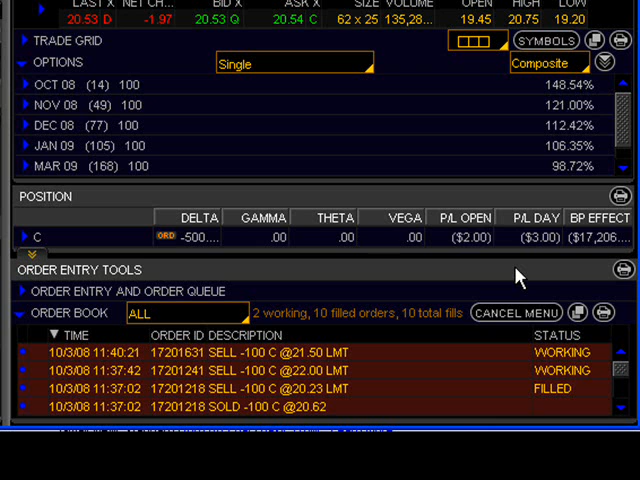 LAST X NET CH... BID X ASK X SIZE VOLUME OPEN HIGH LOW
20.53 D -1.97 20.53 Q 20.54 C 62 x 25 135,28... 19.45 20.75 19.20
TRADE GRID SYMBOLS
OPTIONS Single Composite
OCT 08 (14) 100 148.54%
NOV 08 (49) 100 121.00%
DEC 08 (77) 100 112.42%
JAN 09 (105) 100 106.35%
MAR 09 (168) 100 98.72%
POSITION
DELTA GAMMA THETA VEGA P/L OPEN P/L DAY BP EFFECT
C ORD -500.... .00 .00 .00 ($2.00) ($3.00) ($17,206....
ORDER ENTRY TOOLS
ORDER ENTRY AND ORDER QUEUE
ORDER BOOK ALL 2 working, 10 filled orders, 10 total fills CANCEL MENU
TIME ORDER ID DESCRIPTION STATUS
10/3/08 11:40:21 17201631 SELL -100 C @21.50 LMT WORKING
10/3/08 11:37:42 17201241 SELL -100 C @22.00 LMT WORKING
10/3/08 11:37:02 17201218 SELL -100 C @20.23 LMT FILLED
10/3/08 11:37:02 17201218 SOLD -100 C @20.62